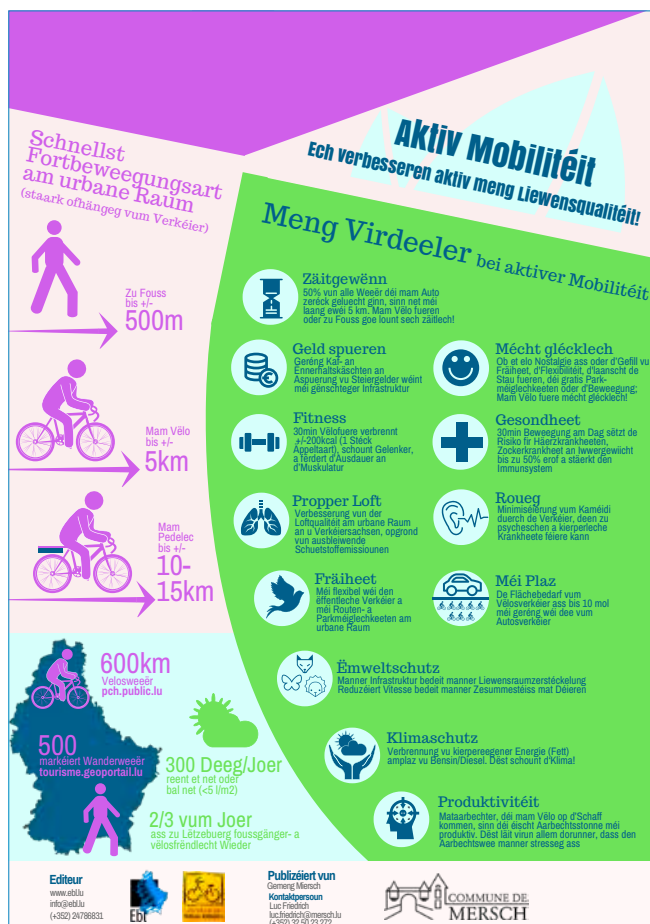 Aktiv Mobilitéit
Ech verbesseren aktiv meng Liewensqualitéit!
Schnellst
Fortbeweegungsart
am urbane Raum
(staark ofhängeg vum Verkéier)
Zu Fouss
bis +/-
500m
Mam Vëlo
bis +/-
5km
Mam
Pedelec
bis +/-
10-
15km
600km
Velosweeër
pch.public.lu
500
markéiert Wanderweeër
tourisme.geoportail.lu
300 Deeg/Joer
reent et net oder
bal net (<5 l/m2)
2/3 vum Joer
ass zu Lëtzebuerg foussgänger- a
vëlosfrëndlecht Wieder
Meng Virdeeler bei aktiver Mobilitéit
Zäitgewënn
50% vun alle Weeër déi mam Auto
zeréck geluecht ginn, sinn net méi
laang ewéi 5 km. Mam Vëlo fueren
oder zu Fouss goe lount sech zäitlech!
Geld spueren
Geréng Kaf- an
Ennerhaltskäschten an
Aspuerung vu Steiergelder wéint
méi gënschteger Infrastruktur
Mécht glécklech
Ob et elo Nostalgie ass oder d'Gefill vu
Fräiheet, d'Flexibilitéit, d'laanscht de
Stau fueren, déi gratis Park-
méiglechkeeten oder d'Beweegung;
Mam Vëlo fuere mécht glécklech!
Fitness
30min Vëlofuere verbrennt
+/-200kcal (1 Stéck
Äppeltaart), schount Gelenker,
a fërdert d'Ausdauer an
d'Muskulatur
Gesondheet
30min Beweegung am Dag sëtzt de
Risiko fir Häerzkrankheeten,
Zockerkrankheet an Iwwergewiicht
bis zu 50% erof a stäerkt den
Immunsystem
Propper Loft
Verbesserung vun der
Loftqualitéit am urbane Raum
an u Verkéiersachsen, opgrond
vun ausbleiwende
Schuetstoffemissiounen
Roueg
Miniméiserung vum Kaméidi
duerch de Verkéier, deen zu
psycheschen a kierperleche
Krankheete féiere kann
Fräiheet
Méi flexibel wéi den
ëffentleche Verkéier a
méi Routen- a
Parkméiglechkeeten am
urbane Raum
Méi Plaz
De Flächebedarf vum
Vëlosverkéier ass bis 10 mol
méi geréng wéi dee vum
Autosverkéier
Ëmweltschutz
Manner Infrastruktur bedeit manner Liewensraumzerstéckelung
Reduzéiert Vitesse bedeit manner Zesummestéiss mat Déieren
Klimaschutz
Verbrennung vu kierpereegener Energie (Fett)
amplaz vu Bensin/Diesel. Dëst schount d'Klima!
Produktivitéit
Mataarbechter, déi mam Vëlo op d'Schaff
kommen, sinn déi éischt Aarbechtsstonne méi
produktiv. Dëst läit virun allem dorunner, dass den
Aarbechtswee manner stresseg ass
Editeur
www.ebl.lu
info@ebl.lu
(+352) 24786831
Ebl
Publizéiert vun
Gemeng Miersch
Kontaktpersoun
Luc Friedrich
luc.friedrich@mersch.lu
(+352) 32 50 23 272
COMMUNE DE
MERSCH